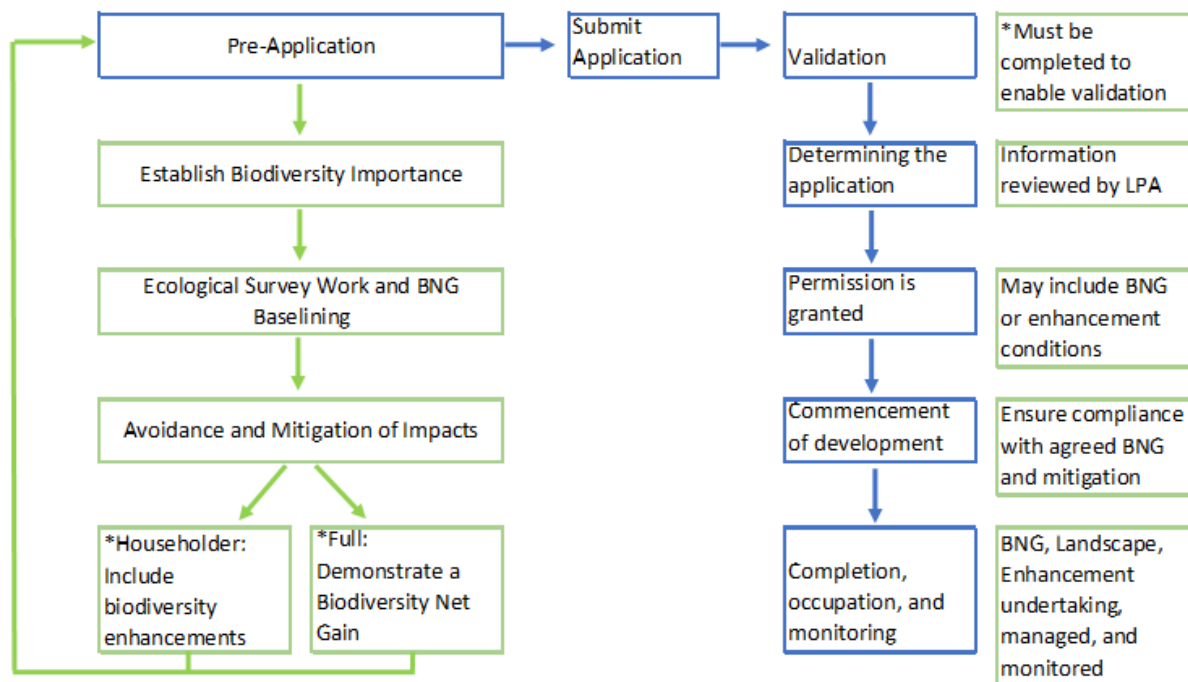 Pre-Application
Submit
Application
Validation
*Must be
completed to
enable validation
Establish Biodiversity Importance
Determining the
application
Information
reviewed by LPA
Ecological Survey Work and BNG
Baselining
Permission is
granted
May include BNG
or enhancement
conditions
Avoidance and Mitigation of Impacts
Commencement
of development
Ensure compliance
with agreed BNG
and mitigation
*Householder:
Include
biodiversity
enhancements
*Full:
Demonstrate a
Biodiversity Net
Gain
Completion,
occupation, and
monitoring
BNG, Landscape,
Enhancement
undertaking,
managed, and
monitored